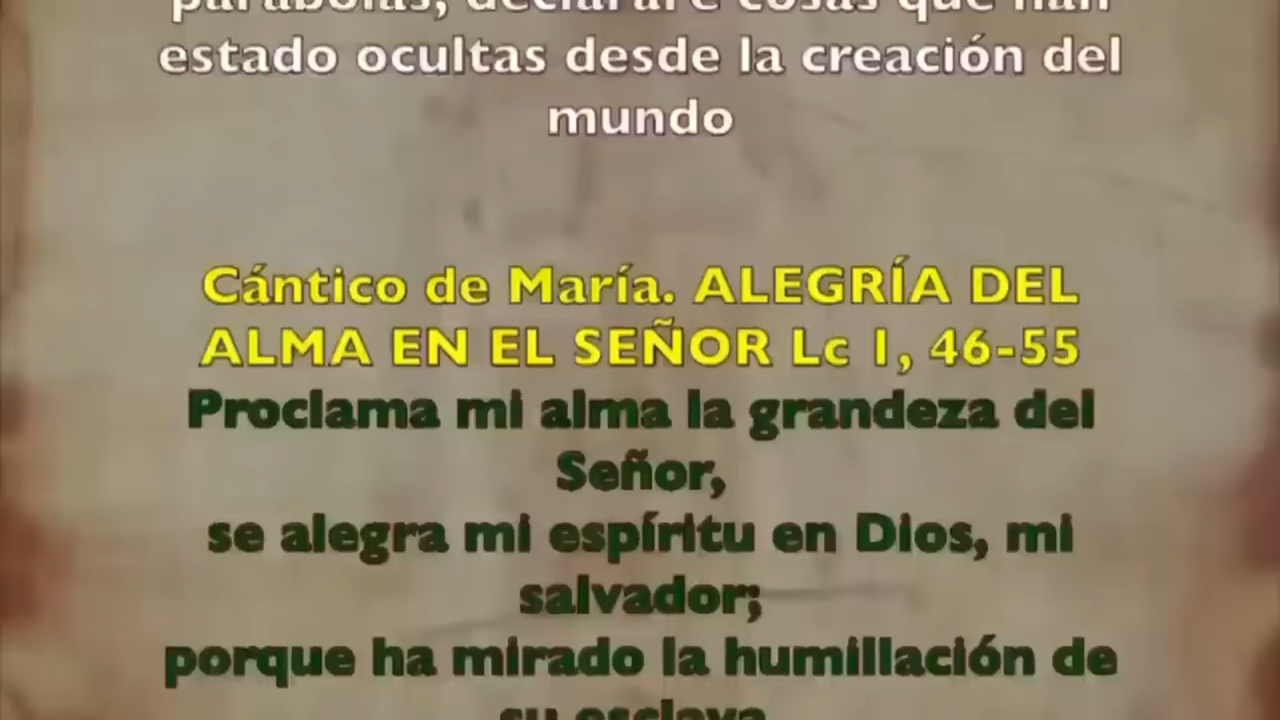 parábolas, declararé cosas que han
estado ocultas desde la creación del
mundo
Cántico de María. ALEGRÍA DEL
ALMA EN EL SEÑOR Lc 1, 46-55
Proclama mi alma la grandeza del
Señor,
se alegra mi espíritu en Dios, mi
salvador;
porque ha mirado la humillación de
su esclava.